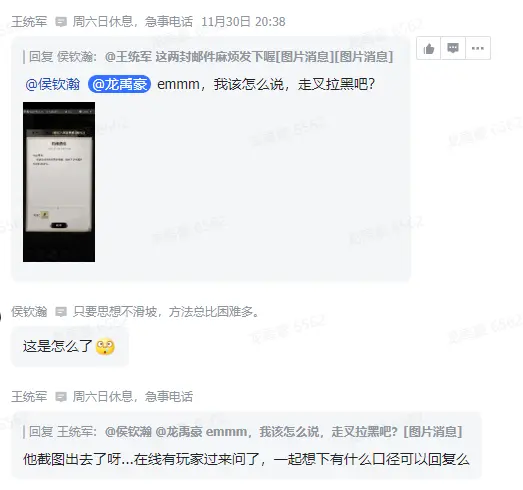 王统军 周六日休息，急事电话 11月30日 20:38
回复 侯钦瀚：@王统军 这两封邮件麻烦发下喔[图片消息][图片消息]
@侯钦瀚 @龙禹豪 emmm，我该怎么说，走叉拉黑吧？
侯钦瀚 只要思想不滑坡，方法总比困难多。
这是怎么了
王统军 周六日休息，急事电话
回复 王统军：@侯钦瀚 @龙禹豪 emmm，我该怎么说，走叉拉黑吧？[图片消息]
他截图出去了呀...在线有玩家过来问了，一起想下有什么口径可以回复么